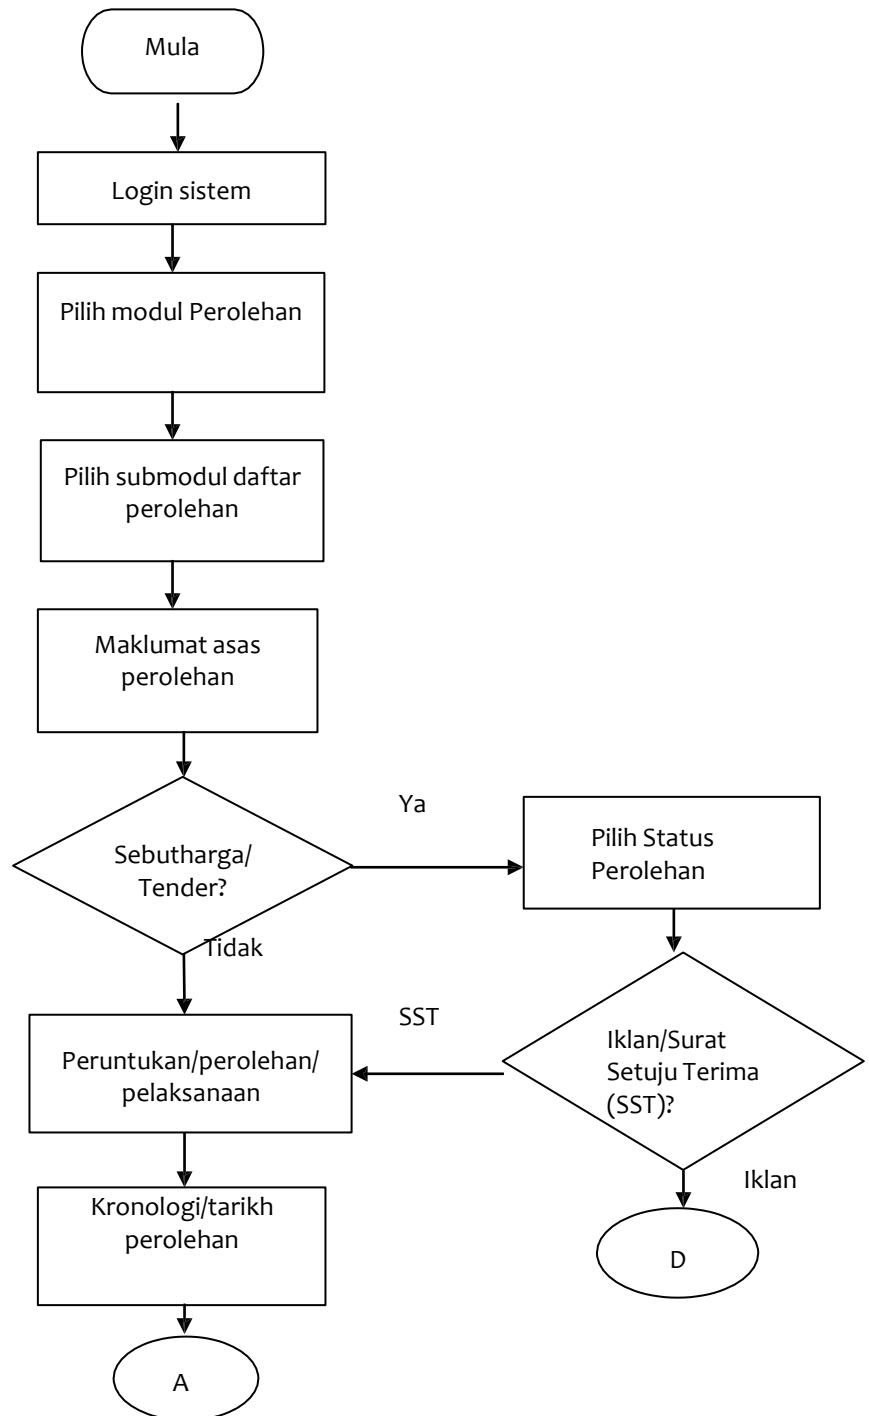 Mula
Login sistem
Pilih modul Perolehan
Pilih submodul daftar
perolehan
Maklumat asas
perolehan
Sebutharga/
Tender?
Ya
Pilih Status
Perolehan
Tidak
SST
Iklan/Surat
Setuju Terima
(SST)?
Peruntukan/perolehan/
pelaksanaan
Iklan
Kronologi/tarikh
perolehan
D
A